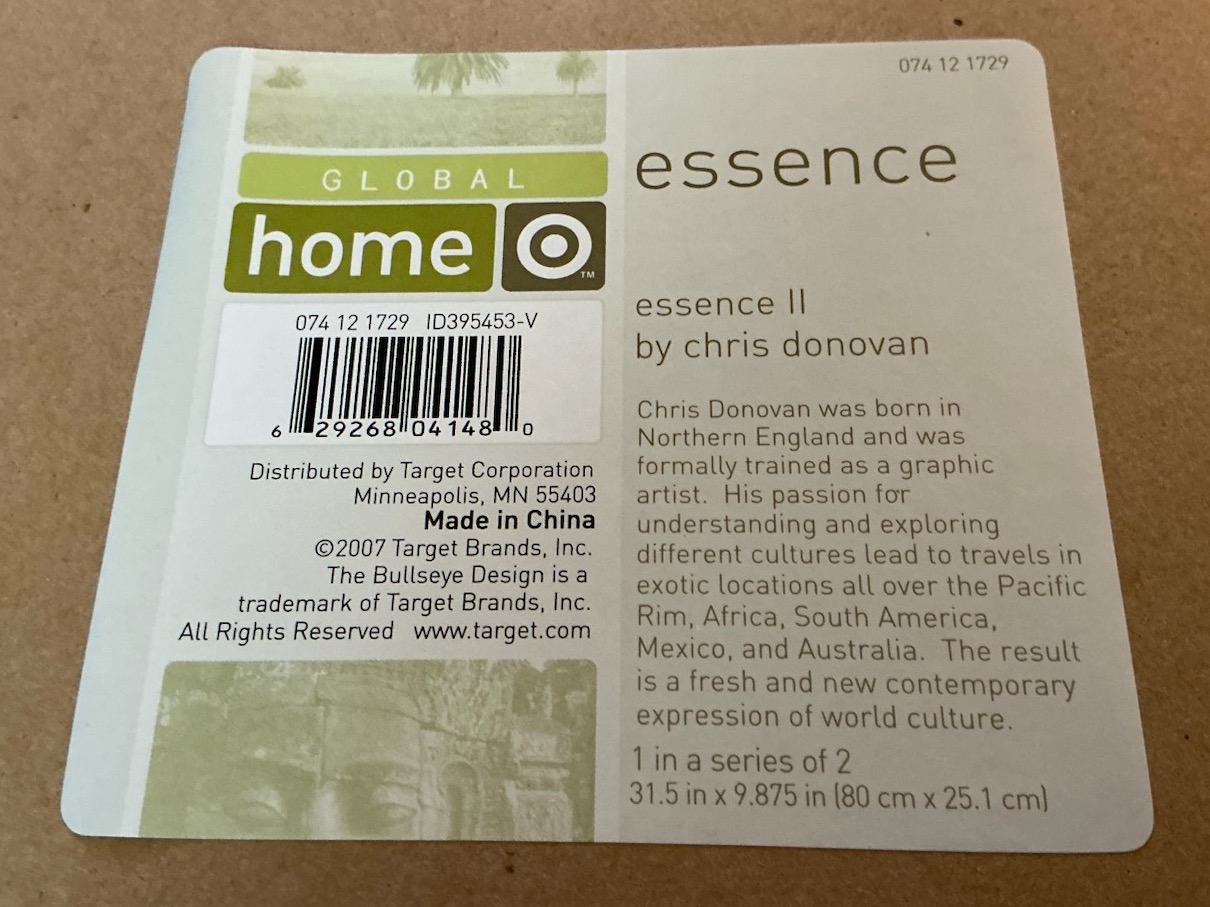 GLOBAL
home
TM
074 12 1729 ID395453-V
6 29268 04148 0
Distributed by Target Corporation
Minneapolis, MN 55403
Made in China
©2007 Target Brands, Inc.
The Bullseye Design is a
trademark of Target Brands, Inc.
All Rights Reserved www.target.com
074 12 1729
essence
essence II
by chris donovan
Chris Donovan was born in
Northern England and was
formally trained as a graphic
artist. His passion for
understanding and exploring
different cultures lead to travels in
exotic locations all over the Pacific
Rim, Africa, South America,
Mexico, and Australia. The result
is a fresh and new contemporary
expression of world culture.
1 in a series of 2
31.5 in x 9.875 in (80 cm x 25.1 cm)